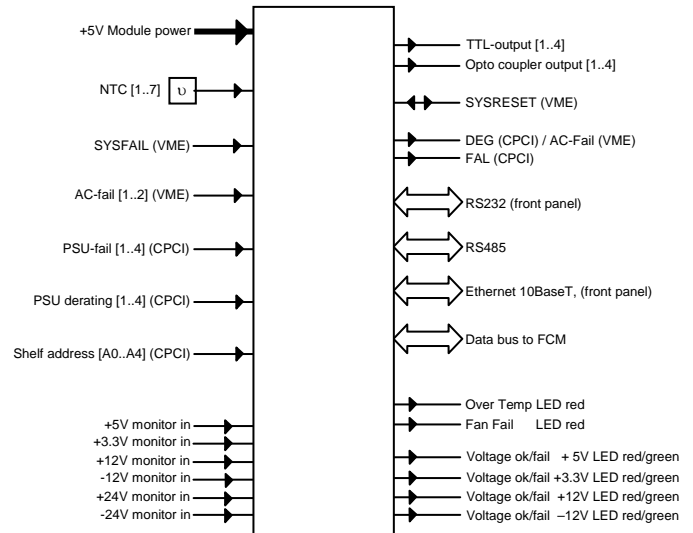 +5V Module power
NTC [1..7] υ
SYSFAIL (VME)
AC-fail [1..2] (VME)
PSU-fail [1..4] (CPCI)
PSU derating [1..4] (CPCI)
Shelf address [A0..A4] (CPCI)
+5V monitor in
+3.3V monitor in
+12V monitor in
-12V monitor in
+24V monitor in
-24V monitor in
TTL-output [1..4]
Opto coupler output [1..4]
SYSRESET (VME)
DEG (CPCI) / AC-Fail (VME)
FAL (CPCI)
RS232 (front panel)
RS485
Ethernet 10BaseT, (front panel)
Data bus to FCM
Over Temp LED red
Fan Fail LED red
Voltage ok/fail + 5V LED red/green
Voltage ok/fail +3.3V LED red/green
Voltage ok/fail +12V LED red/green
Voltage ok/fail –12V LED red/green